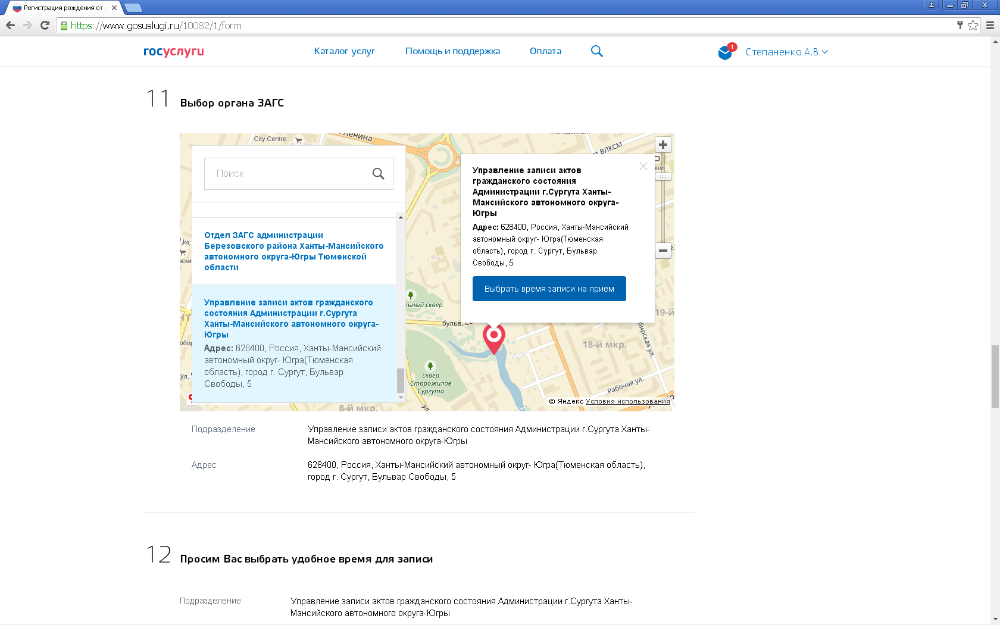 Регистрация рождения от
https://www.gosuslugi.ru/10082/1/form
госуслуги
Каталог услуг
Помощь и поддержка
Оплата
1
Степаненко А.В.
11 Выбор органа ЗАГС
City Centre
Ленина
ВЛКСМ
Поиск
Отдел ЗАГС администрации
Березовского района Ханты-Мансийского
автономного округа-Югры Тюменской
области
Управление записи актов гражданского
состояния Администрации г.Сургута
Ханты-Мансийского автономного округа-
Югры
Адрес: 628400, Россия, Ханты-Мансийский
автономный округ- Югра(Тюменская
область), город г. Сургут, Бульвар
Свободы, 5
Управление записи актов
гражданского состояния
Администрации г.Сургута Ханты-
Мансийского автономного округа-
Югры
Адрес: 628400, Россия, Ханты-Мансийский
автономный округ- Югра(Тюменская
область), город г. Сургут, Бульвар
Свободы, 5
Выбрать время записи на прием
льный сквер
бульв. Св
19-й
18-й мкр.
бирская ул.
сквер
Старожилов
Сургута
Рабочая ул.
8-й мкр.
© Яндекс Условия использования
Подразделение
Управление записи актов гражданского состояния Администрации г.Сургута Ханты-
Мансийского автономного округа-Югры
Адрес
628400, Россия, Ханты-Мансийский автономный округ- Югра(Тюменская область),
город г. Сургут, Бульвар Свободы, 5
12 Просим Вас выбрать удобное время для записи
Подразделение
Управление записи актов гражданского состояния Администрации г.Сургута Ханты-
Мансийского автономного округа-Югры